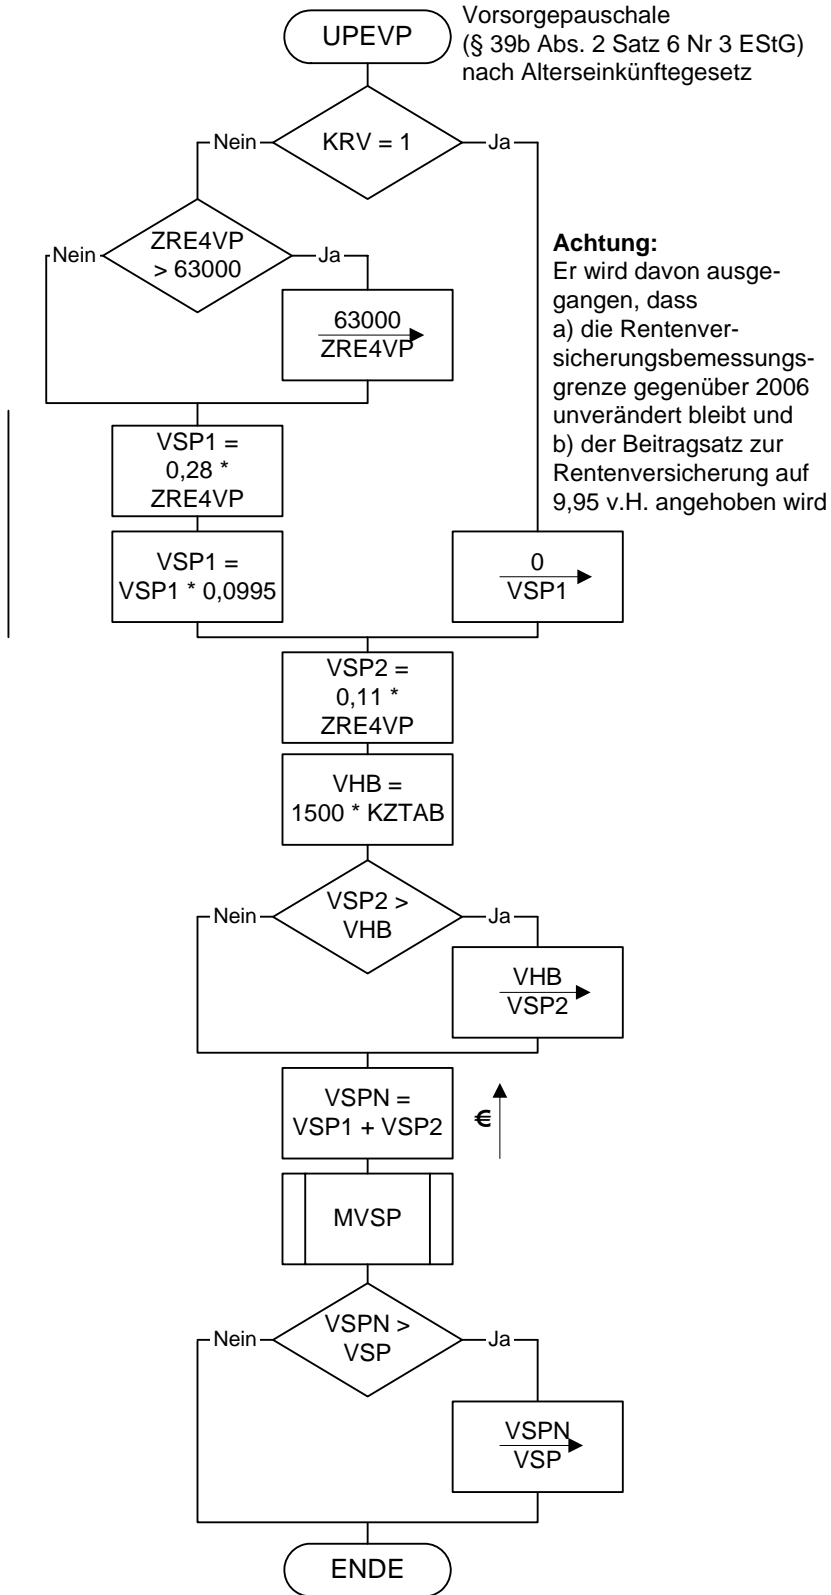 UPEVP
Vorsorgepauschale
(§ 39b Abs. 2 Satz 6 Nr 3 EStG)
nach Alterseinkünftegesetz
KRV = 1
Nein
Ja
ZRE4VP
> 63000
Nein
Ja
63000
ZRE4VP
Achtung:
Er wird davon ausge-
gangen, dass
a) die Rentenver-
sicherungsbemessungs-
grenze gegenüber 2006
unverändert bleibt und
b) der Beitragsatz zur
Rentenversicherung auf
9,95 v.H. angehoben wird
VSP1 =
0,28 *
ZRE4VP
VSP1 =
VSP1 * 0,0995
0
VSP1
VSP2 =
0,11 *
ZRE4VP
VHB =
1500 * KZTAB
VSP2 >
VHB
Nein
Ja
VHB
VSP2
VSPN =
VSP1 + VSP2
€
MVSP
VSPN >
VSP
Nein
Ja
VSPN
VSP
ENDE